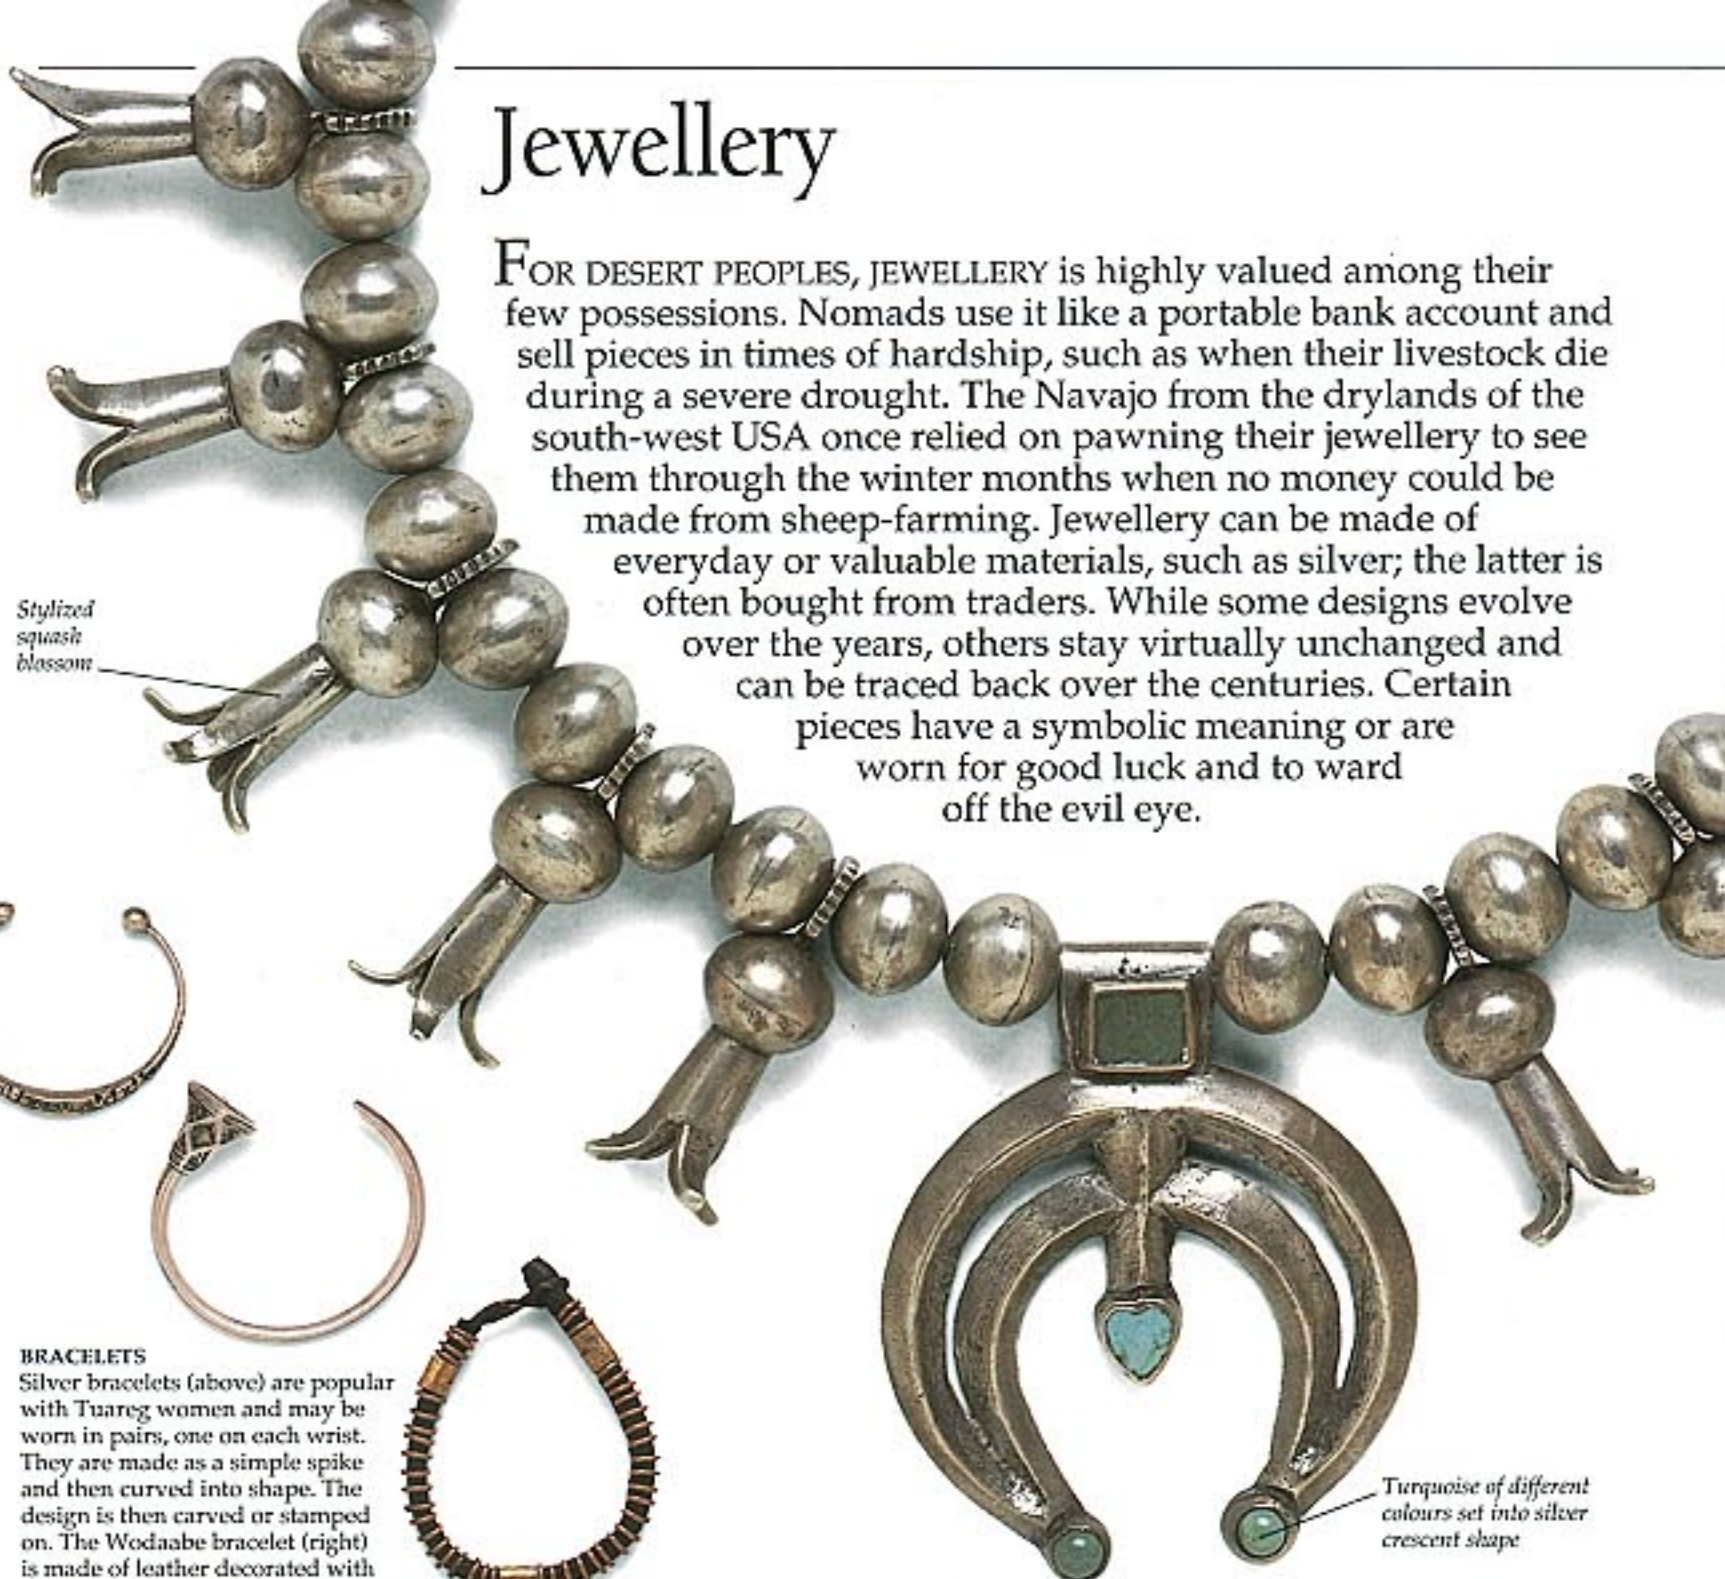 Jewellery
FOR DESERT PEOPLES, JEWELLERY is highly valued among their
few possessions. Nomads use it like a portable bank account and
sell pieces in times of hardship, such as when their livestock die
during a severe drought. The Navajo from the drylands of the
south-west USA once relied on pawning their jewellery to see
them through the winter months when no money could be
made from sheep-farming. Jewellery can be made of
everyday or valuable materials, such as silver; the latter is
often bought from traders. While some designs evolve
over the years, others stay virtually unchanged and
can be traced back over the centuries. Certain
pieces have a symbolic meaning or are
worn for good luck and to ward
off the evil eye.
Stylized
squash
blossom
BRACELETS
Silver bracelets (above) are popular
with Tuareg women and may be
worn in pairs, one on each wrist.
They are made as a simple spike
and then curved into shape. The
design is then carved or stamped
on. The Wodaabe bracelet (right)
is made of leather decorated with
Turquoise of different
colours set into silver
crescent shape